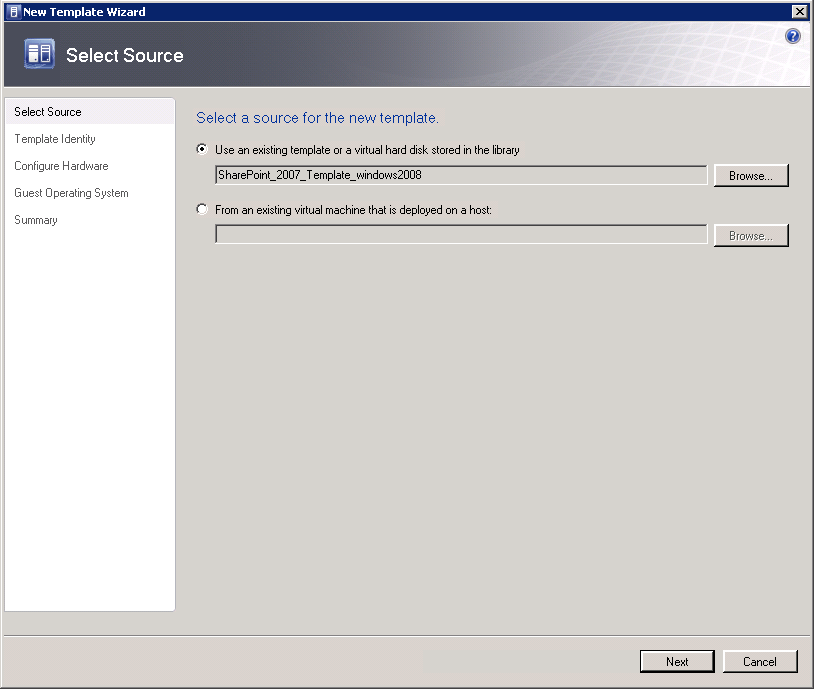 New Template Wizard
Select Source
Select Source
Template Identity
Configure Hardware
Guest Operating System
Summary
Select a source for the new template.
Use an existing template or a virtual hard disk stored in the library
SharePoint_2007_Template_windows2008
Browse...
From an existing virtual machine that is deployed on a host:
Browse...
Next
Cancel